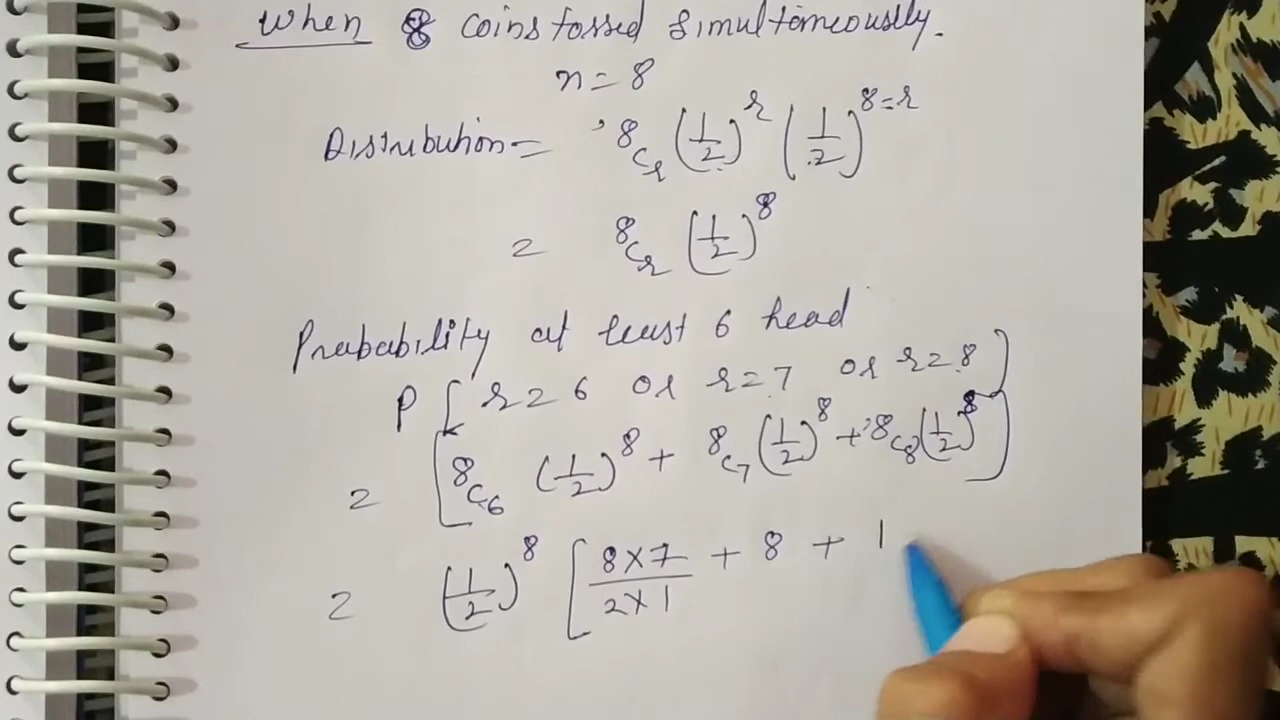 When 8 coins tossed simultaneously.
n = 8
Distribution = ⁸Cᵣ (1/2)^r (1/2)^(8-r)
= ⁸Cᵣ (1/2)^8
Probability at least 6 head
P [ r = 6 or r = 7 or r = 8 ]
= [ ⁸C₆ (1/2)^8 + ⁸C₇ (1/2)^8 + ⁸C₈ (1/2)^8 ]
= (1/2)^8 [ (8×7)/(2×1) + 8 + 1